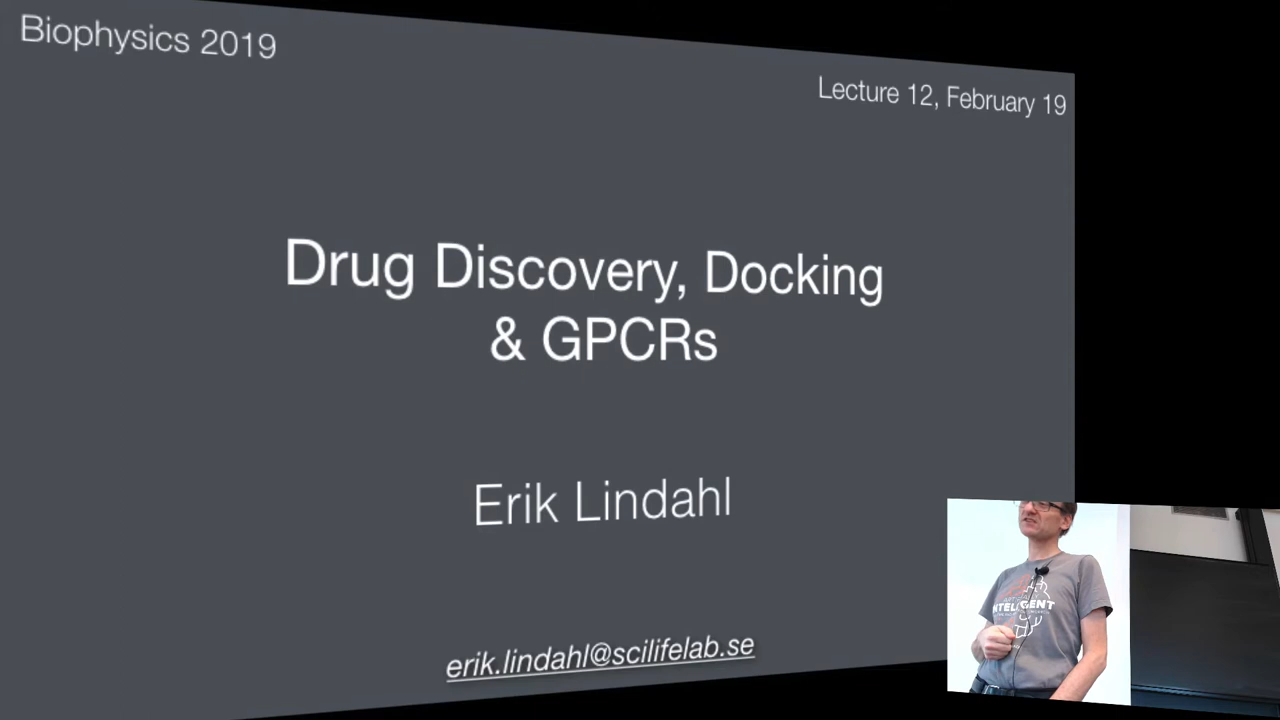 Biophysics 2019
Lecture 12, February 19
Drug Discovery, Docking
& GPCRs
Erik Lindahl
erik.lindahl@scilifelab.se